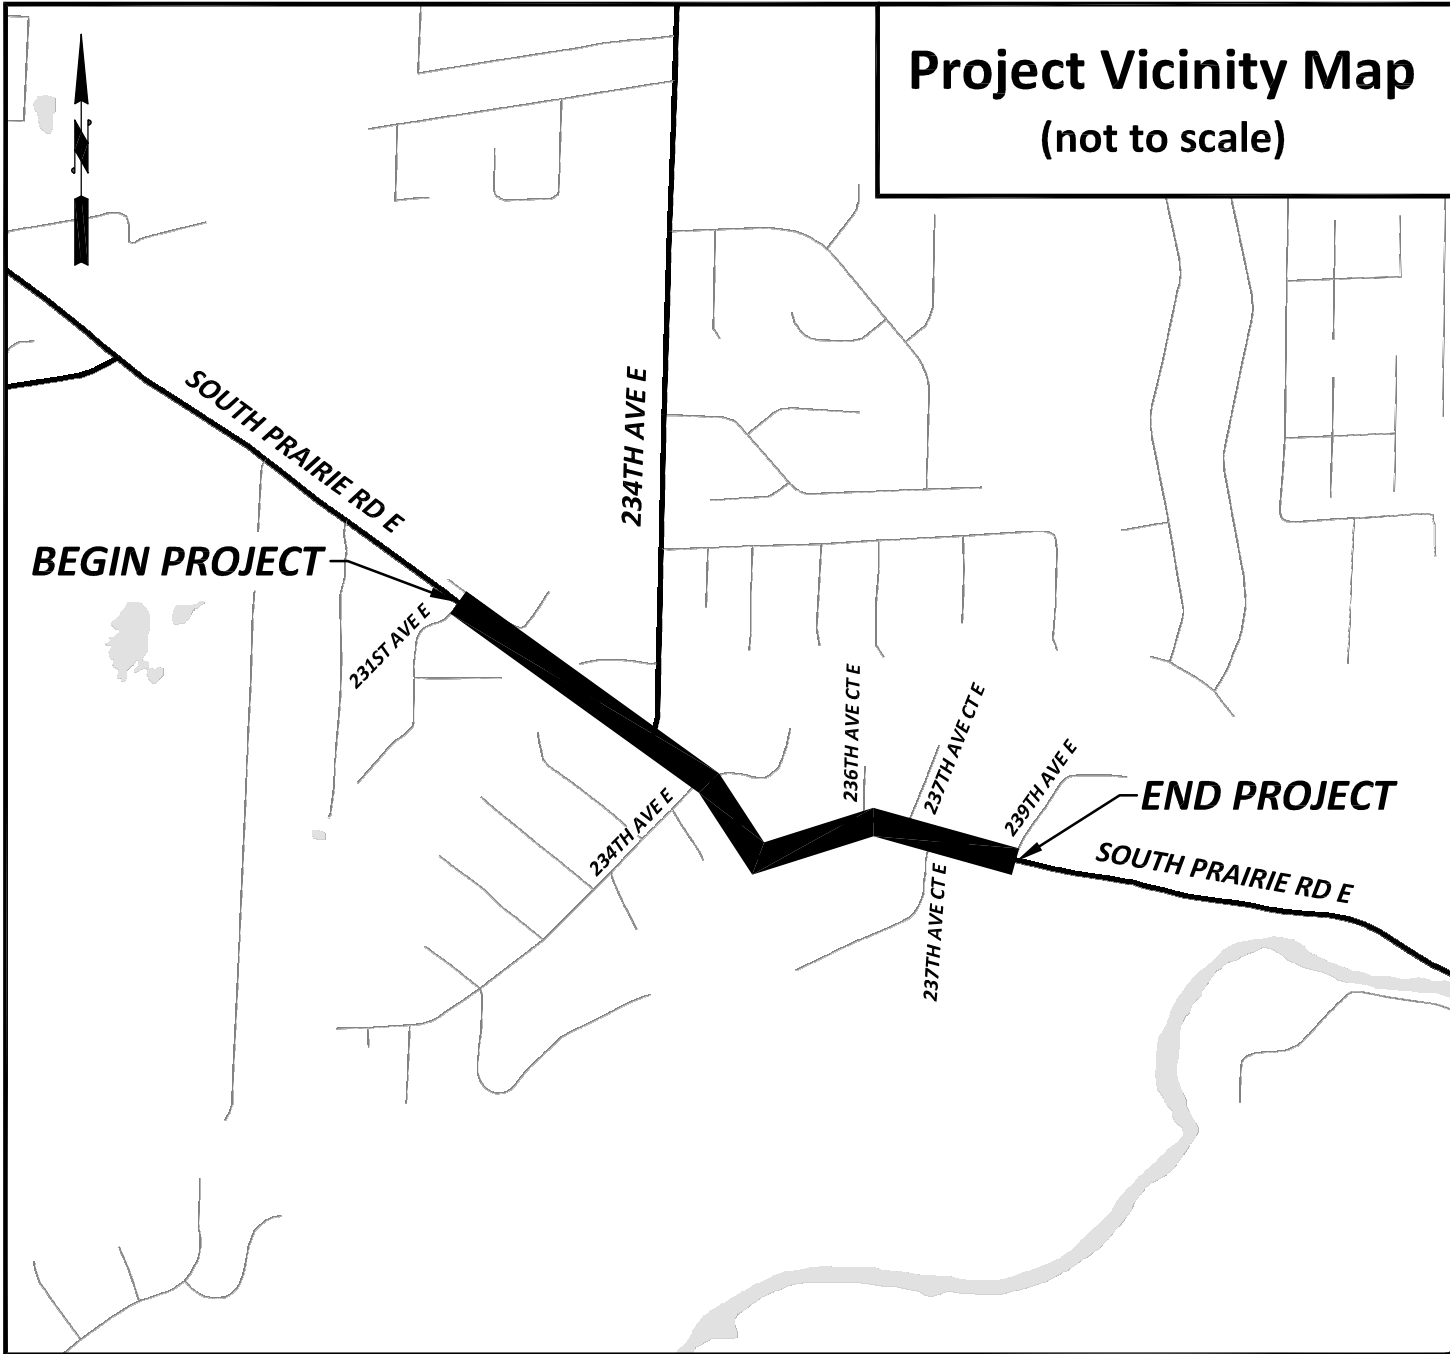 Project Vicinity Map
(not to scale)
N
SOUTH PRAIRIE RD E
234TH AVE E
BEGIN PROJECT
231ST AVE E
236TH AVE CT E
237TH AVE CT E
239TH AVE E
END PROJECT
234TH AVE E
SOUTH PRAIRIE RD E
237TH AVE CT E